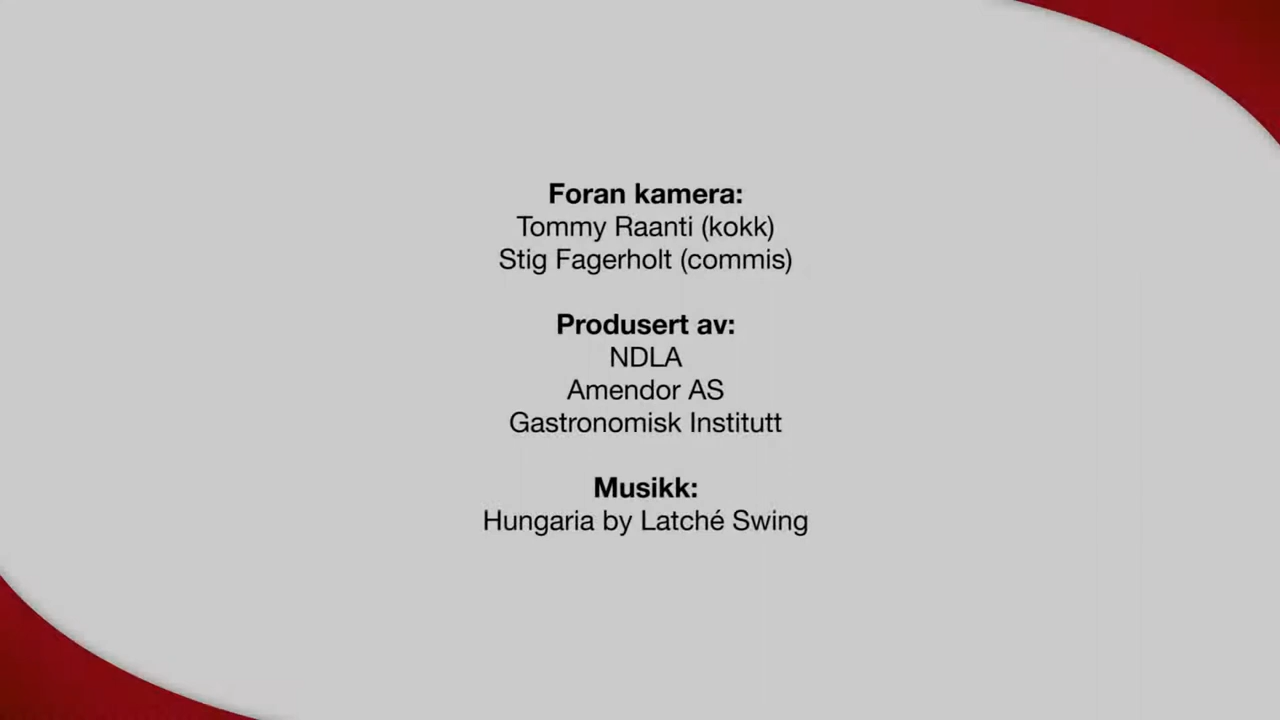 Foran kamera:
Tommy Raanti (kokk)
Stig Fagerholt (commis)
Produsert av:
NDLA
Amendor AS
Gastronomisk Institutt
Musikk:
Hungaria by Latché Swing